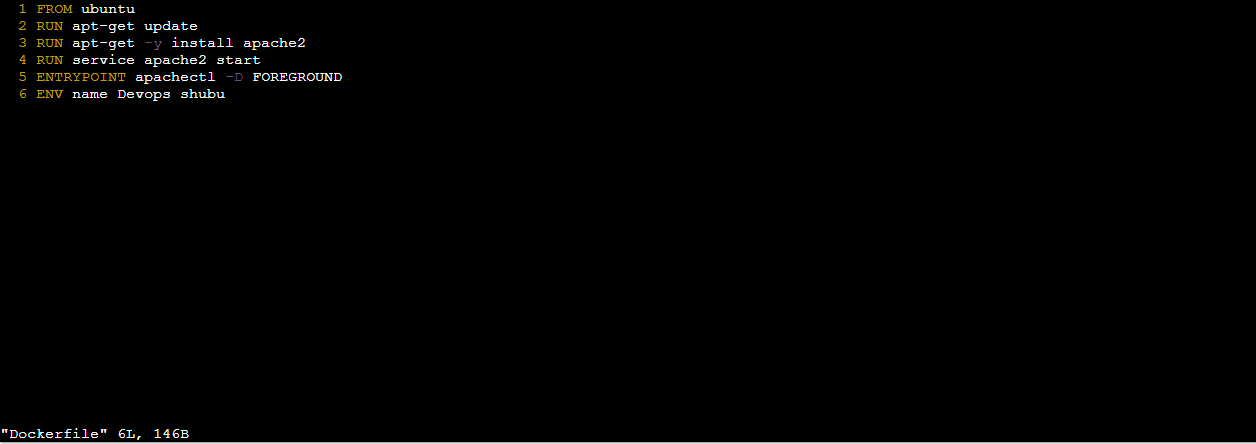 1 FROM ubuntu
2 RUN apt-get update
3 RUN apt-get -y install apache2
4 RUN service apache2 start
5 ENTRYPOINT apachectl -D FOREGROUND
6 ENV name Devops shubu
"Dockerfile" 6L, 146B